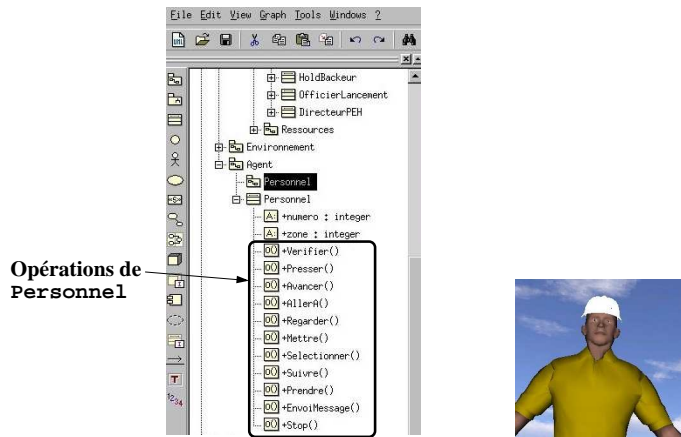 File Edit View Graph Tools Windows ?
HoldBackeur
OfficierLancement
DirecteurPEH
Ressources
Environnement
Agent
Personnel
Personnel
A: +numero : integer
A: +zone : integer
O() +Verifier()
O() +Presser()
O() +Avancer()
O() +AllerA()
O() +Regarder()
O() +Mettre()
O() +Selectionner()
O() +Suivre()
O() +Prendre()
O() +EnvoiMessage()
O() +Stop()
Opérations de
Personnel
T
1234